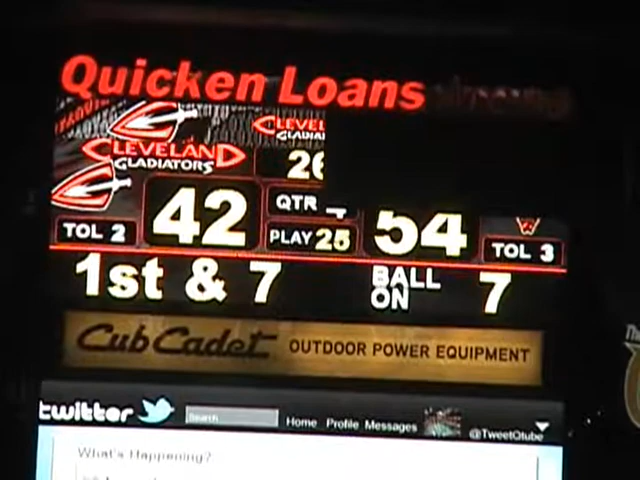 Quicken Loans
CLEVELAND
GLADIATORS
42
QTR
54
TOL 2
PLAY 25
TOL 3
1st & 7
BALL ON
7
Cub Cadet OUTDOOR POWER EQUIPMENT
twitter
Search
Home Profile Messages
@TweetOtube
What's Happening?